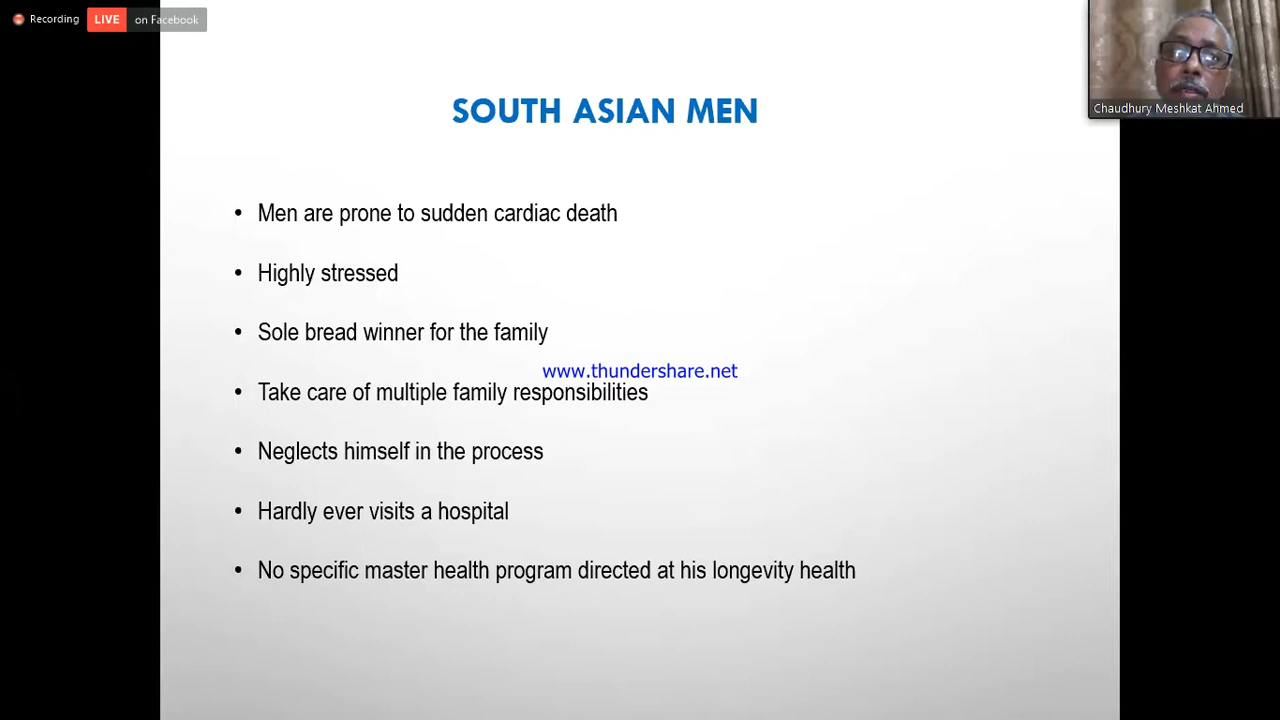 Recording LIVE on Facebook
Chaudhury Meshkat Ahmed
SOUTH ASIAN MEN
• Men are prone to sudden cardiac death
• Highly stressed
• Sole bread winner for the family
www.thundershare.net
• Take care of multiple family responsibilities
• Neglects himself in the process
• Hardly ever visits a hospital
• No specific master health program directed at his longevity health